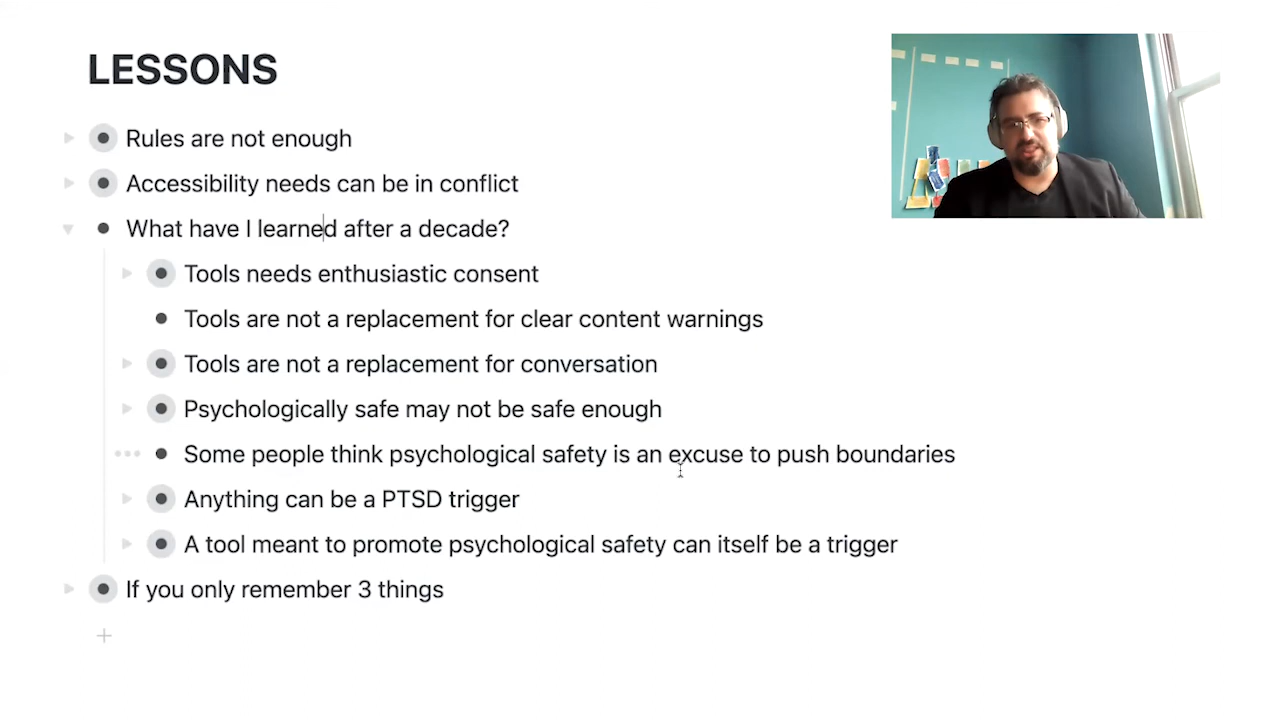 LESSONS
Rules are not enough
Accessibility needs can be in conflict
What have I learned after a decade?
Tools needs enthusiastic consent
Tools are not a replacement for clear content warnings
Tools are not a replacement for conversation
Psychologically safe may not be safe enough
Some people think psychological safety is an excuse to push boundaries
Anything can be a PTSD trigger
A tool meant to promote psychological safety can itself be a trigger
If you only remember 3 things